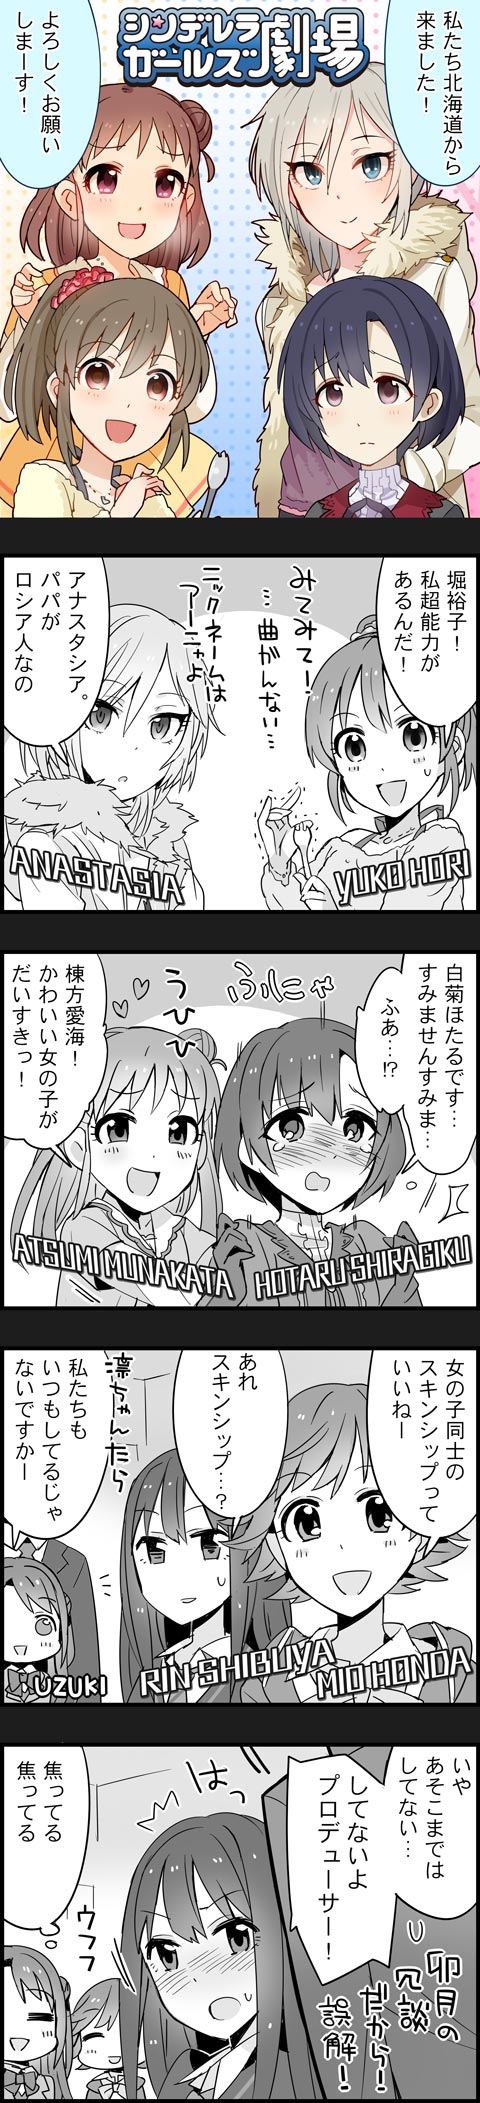 シンデレラ
ガールズ劇場
私たち北海道から
来ました！
よろしくお願い
しまーす！
堀裕子！
私超能力が
あるんだ！
みてみてー！
…曲がんない…
ニックネームは
アーニャよ
アナスタシア。
パパが
ロシア人なの
YUKO HORI
ANASTASIA
白菊ほたるです…
すみませんすみま…
ふぁ…!?
ふにゃ
うひひ
棟方愛海！
かわいい女の子が
だいすきっ！
HOTARU SHIRAGIKU
ATSUMI MUNAKATA
女の子同士の
スキンシップって
いいねー
あれ
スキンシップ…？
凛ちゃんたら
私たちも
いつもしてるじゃ
ないですかー
MIO HONDA
RIN SHIBUYA
UZUKI
いや
あそこまでは
してない…
してないよ
プロデューサー！
卯月の
冗談
だから！
誤解！
はっ
焦ってる
焦ってる
ウフフ